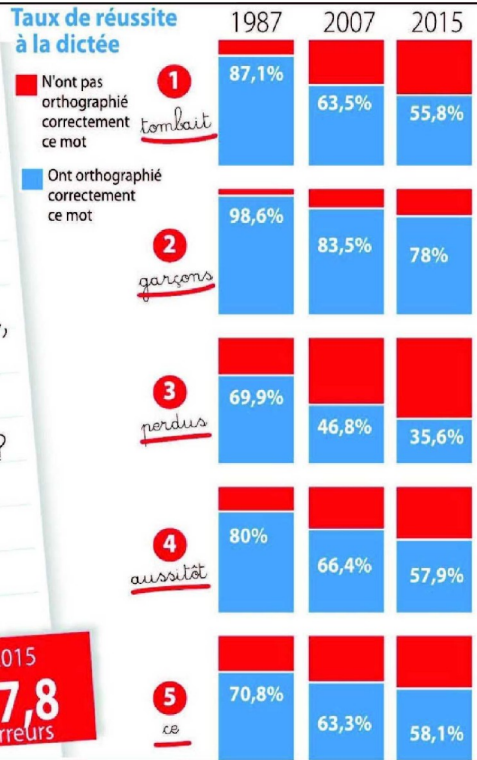 Taux de réussite
à la dictée
1987 2007 2015
N'ont pas
orthographié
correctement
ce mot
Ont orthographié
correctement
ce mot
1
tombait
87,1% 63,5% 55,8%
2
garçons
98,6% 83,5% 78%
3
perdus
69,9% 46,8% 35,6%
4
aussitôt
80% 66,4% 57,9%
5
ce
70,8% 63,3% 58,1%
,
?
015
7,8
rreurs